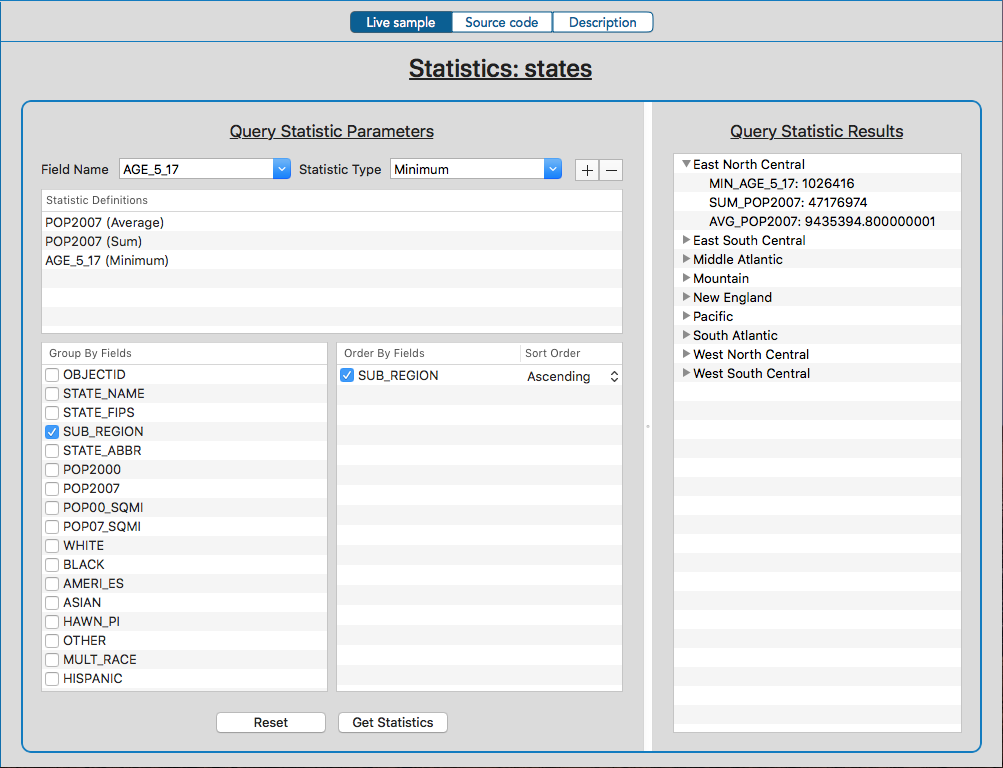 Live sample Source code Description
Statistics: states
Query Statistic Parameters
Field Name AGE_5_17 Statistic Type Minimum + −
Statistic Definitions
POP2007 (Average)
POP2007 (Sum)
AGE_5_17 (Minimum)
Group By Fields
OBJECTID
STATE_NAME
STATE_FIPS
SUB_REGION
STATE_ABBR
POP2000
POP2007
POP00_SQMI
POP07_SQMI
WHITE
BLACK
AMERI_ES
ASIAN
HAWN_PI
OTHER
MULT_RACE
HISPANIC
Order By Fields Sort Order
SUB_REGION Ascending
Reset Get Statistics
Query Statistic Results
East North Central
MIN_AGE_5_17: 1026416
SUM_POP2007: 47176974
AVG_POP2007: 9435394.800000001
East South Central
Middle Atlantic
Mountain
New England
Pacific
South Atlantic
West North Central
West South Central